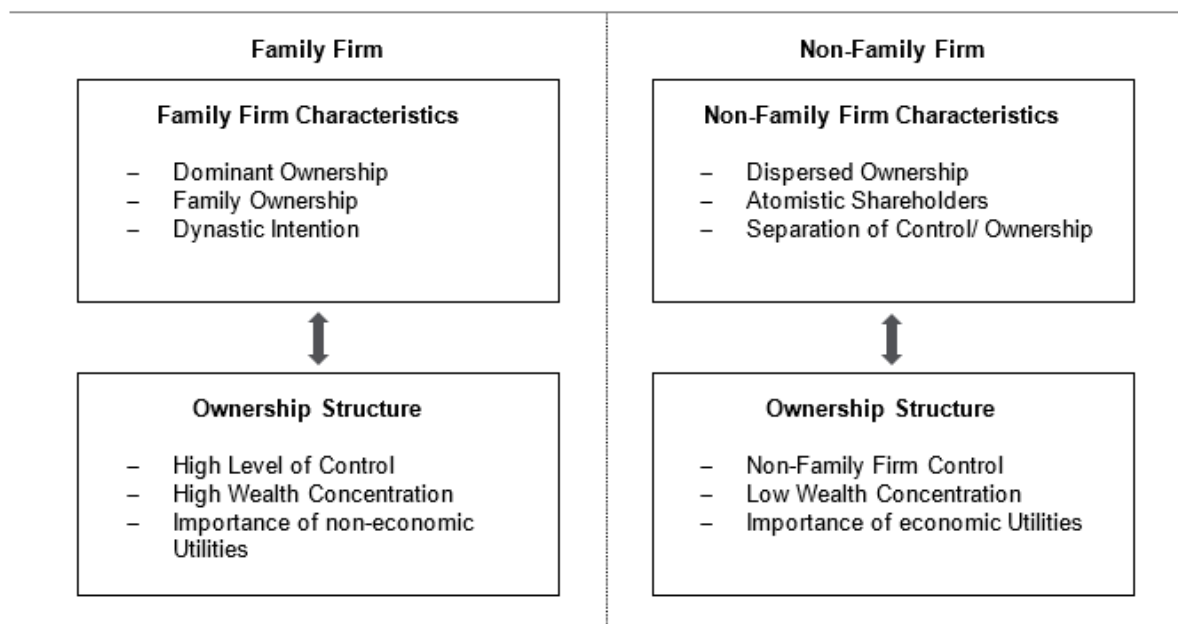 Family Firm
Family Firm Characteristics
– Dominant Ownership
– Family Ownership
– Dynastic Intention
Ownership Structure
– High Level of Control
– High Wealth Concentration
– Importance of non-economic
Utilities
Non-Family Firm
Non-Family Firm Characteristics
– Dispersed Ownership
– Atomistic Shareholders
– Separation of Control/ Ownership
Ownership Structure
– Non-Family Firm Control
– Low Wealth Concentration
– Importance of economic Utilities